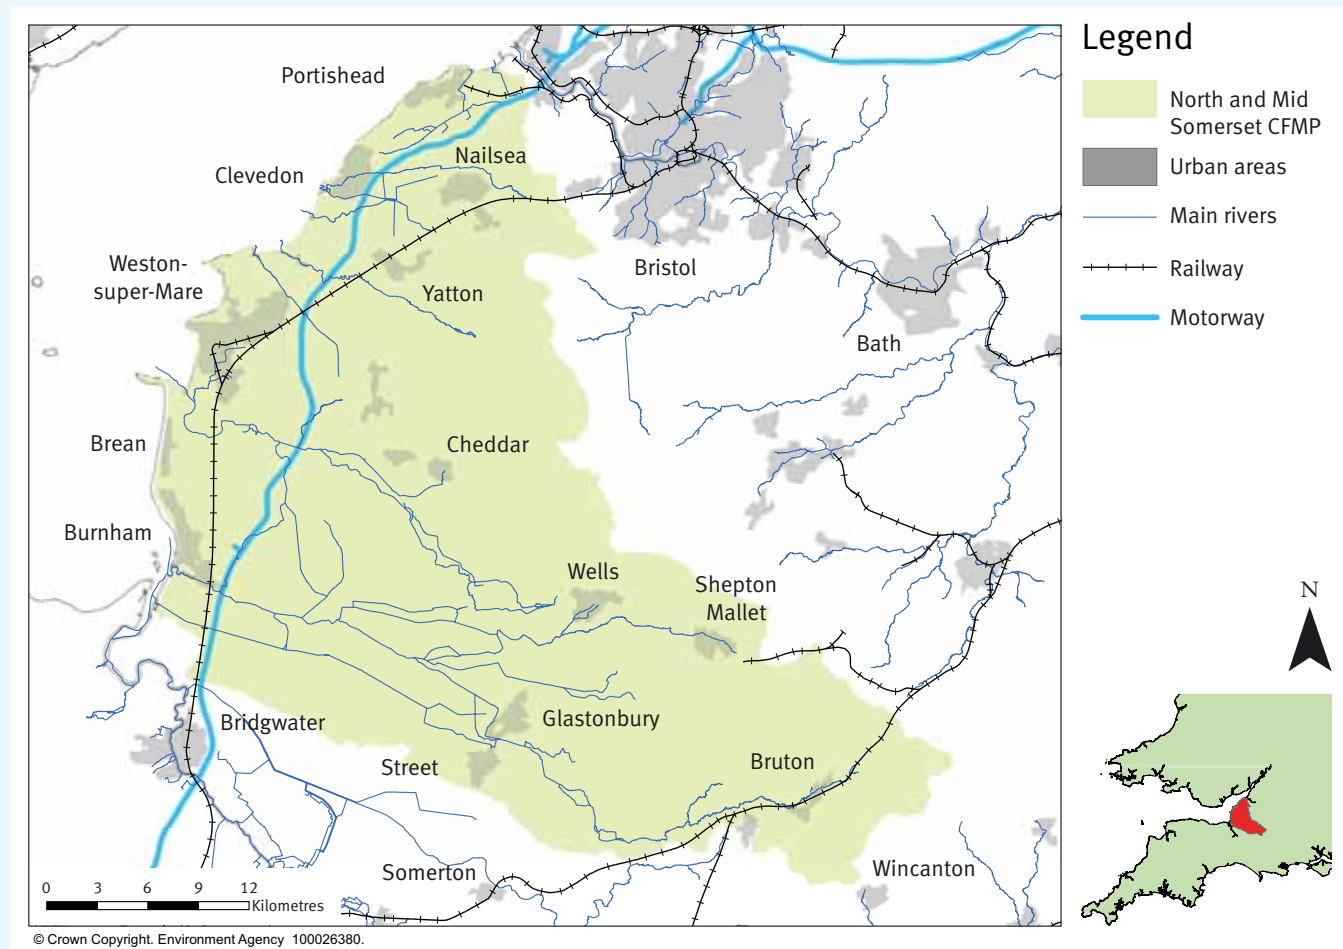 Legend
North and Mid
Somerset CFMP
Urban areas
Main rivers
Railway
Motorway
Portishead
Nailsea
Clevedon
Bristol
Weston-
super-Mare
Yatton
Bath
Brean
Cheddar
Burnham
Wells
Shepton
Mallet
N
Bridgwater
Glastonbury
Street
Bruton
Somerton
Wincanton
0 3 6 9 12
Kilometres
© Crown Copyright. Environment Agency 100026380.